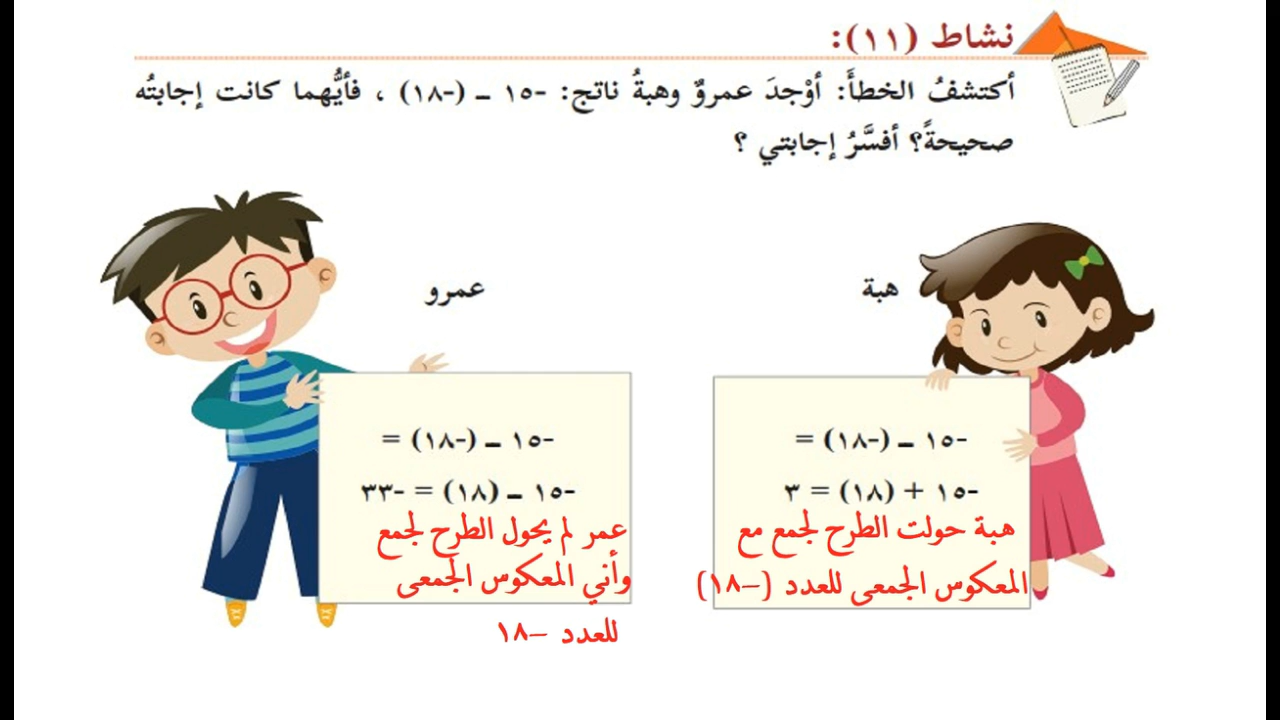 نشاط (١١):
أكتشفُ الخطأَ: أوْجدَ عمروٌ وهبةُ ناتج: -١٥ ـ (-١٨) ، فأيُّهما كانت إجابتُه
صحيحةً؟ أفسَّرُ إجابتي ؟
هبة
-١٥ ـ (-١٨) =
-١٥ + (١٨) = ٣
هبة حولت الطرح لجمع مع
المعكوس الجمعى للعدد (–١٨)
عمرو
-١٥ ـ (-١٨) =
-١٥ ـ (١٨) = -٣٣
عمر لم يحول الطرح لجمع
وأني المعكوس الجمعى
للعدد –١٨